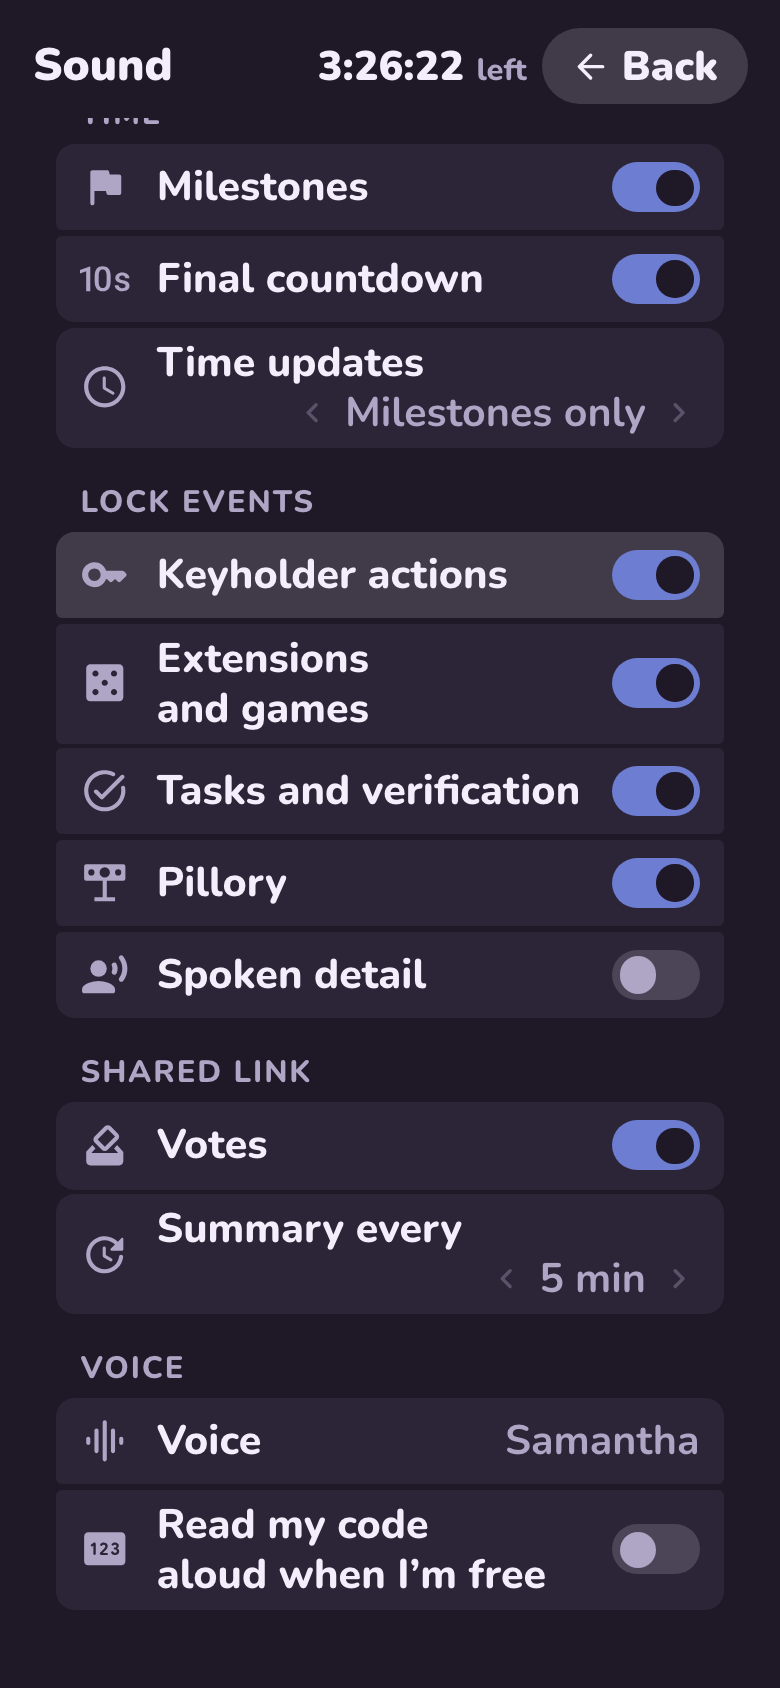 Sound
3:26:22 left
Back
TIME
Milestones
10s
Final countdown
Time updates
Milestones only
LOCK EVENTS
Keyholder actions
Extensions
and games
Tasks and verification
Pillory
Spoken detail
SHARED LINK
Votes
Summary every
5 min
VOICE
Voice
Samantha
123
Read my code
aloud when I’m free